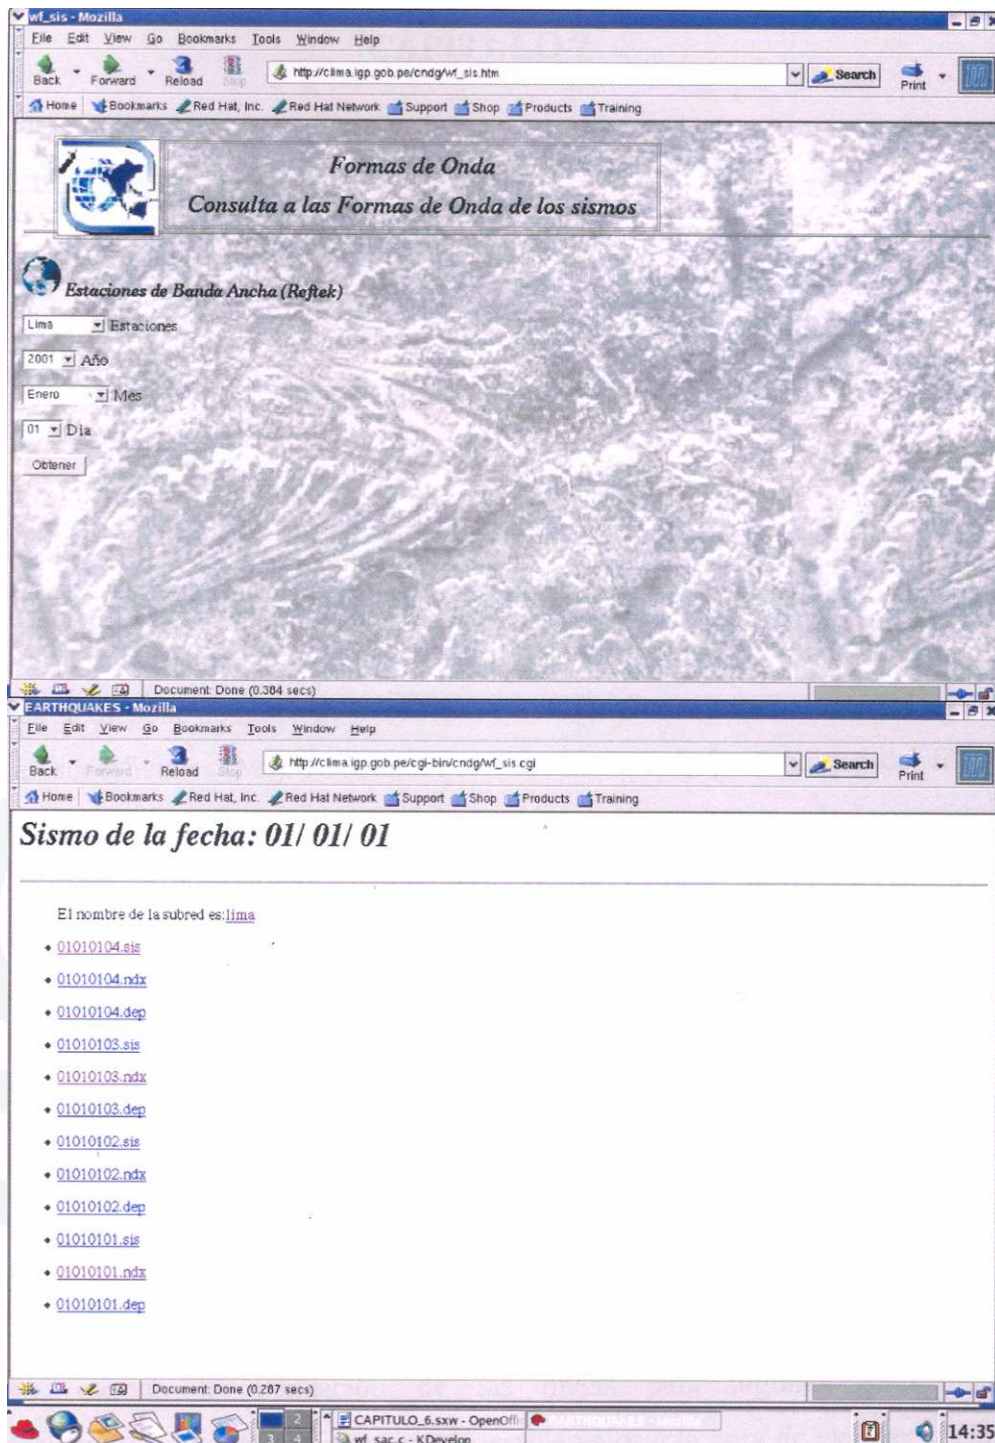 wf_sis - Mozilla
File Edit View Go Bookmarks Tools Window Help
Back Forward Reload Stop http://clima.igp.gob.pe/cndg/wf_sis.htm Search Print
Home Bookmarks Red Hat, Inc. Red Hat Network Support Shop Products Training
Formas de Onda
Consulta a las Formas de Onda de los sismos
Estaciones de Banda Ancha (Reftek)
Lima Estaciones
2001 Año
Enero Mes
01 Dia
Obtener
Document: Done (0.384 secs)
EARTHQUAKES - Mozilla
File Edit View Go Bookmarks Tools Window Help
Back Forward Reload Stop http://clima.igp.gob.pe/cgi-bin/cndg/wf_sis.cgi Search Print
Home Bookmarks Red Hat, Inc. Red Hat Network Support Shop Products Training
Sismo de la fecha: 01/ 01/ 01
El nombre de la subred es:lima
01010104.sis
01010104.ndx
01010104.dep
01010103.sis
01010103.ndx
01010103.dep
01010102.sis
01010102.ndx
01010102.dep
01010101.sis
01010101.ndx
01010101.dep
Document: Done (0.287 secs)
2 CAPITULO_6.sxw - OpenOffi EARTHQUAKES - Mozilla
3 4 wf_sac.c - KDevelop 14:35